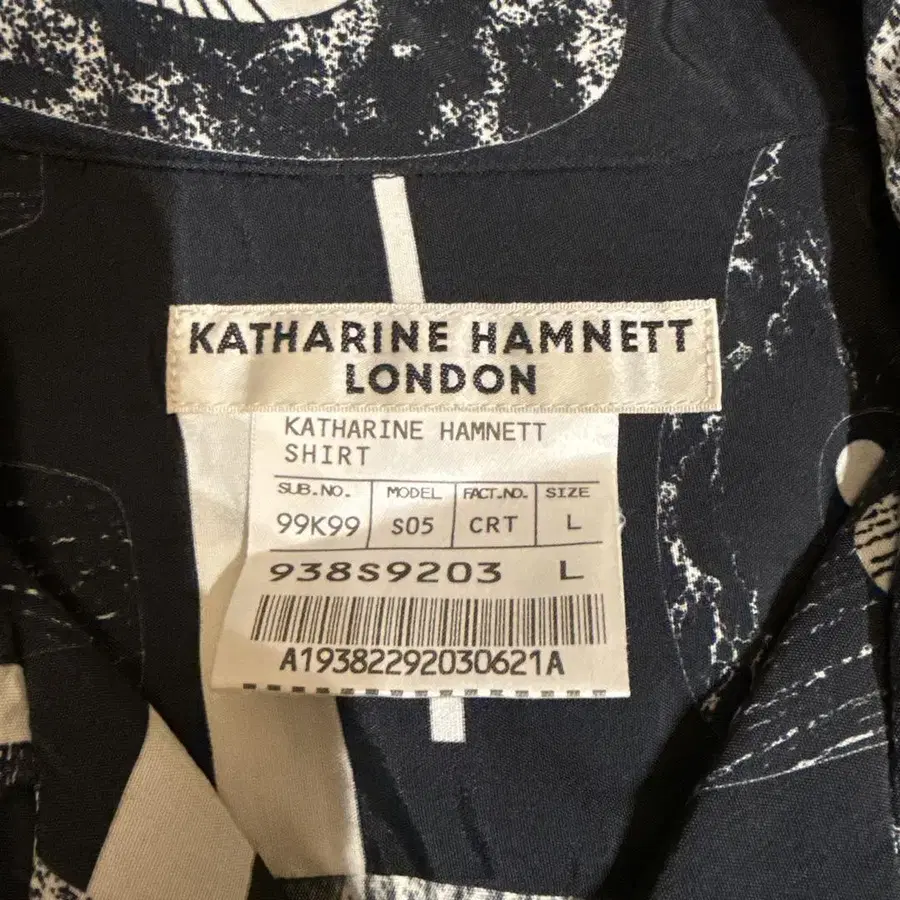 KATHARINE HAMNETT
LONDON
KATHARINE HAMNETT
SHIRT
SUB.NO. MODEL FACT.NO. SIZE
99K99 S05 CRT L
938S9203 L
A19382292030621A